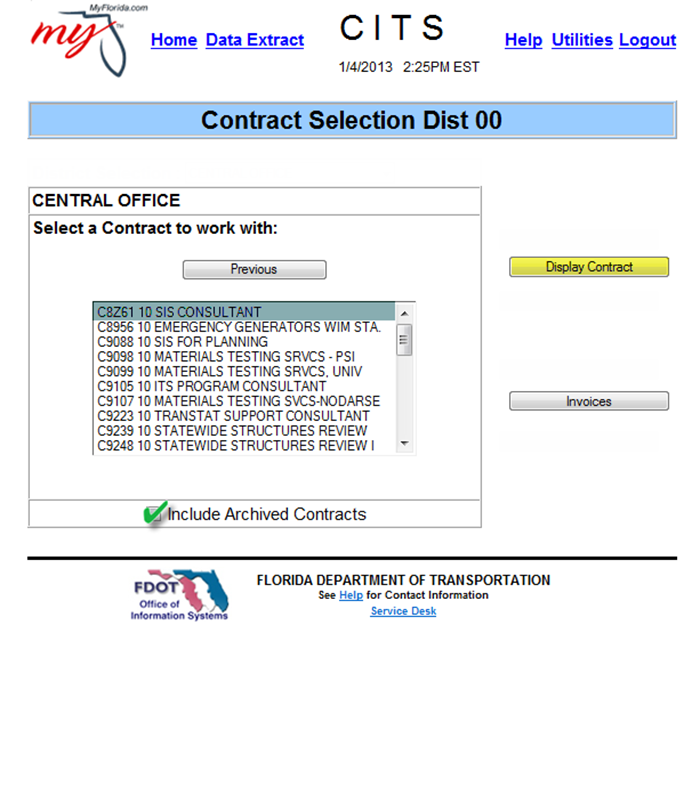 MyFlorida.com
my TM
Home Data Extract
CITS
1/4/2013 2:25PM EST
Help Utilities Logout
Contract Selection Dist 00
CENTRAL OFFICE
Select a Contract to work with:
Previous
Display Contract
C8Z61 10 SIS CONSULTANT
C8956 10 EMERGENCY GENERATORS WIM STA.
C9088 10 SIS FOR PLANNING
C9098 10 MATERIALS TESTING SRVCS - PSI
C9099 10 MATERIALS TESTING SRVCS, UNIV
C9105 10 ITS PROGRAM CONSULTANT
C9107 10 MATERIALS TESTING SVCS-NODARSE
C9223 10 TRANSTAT SUPPORT CONSULTANT
C9239 10 STATEWIDE STRUCTURES REVIEW
C9248 10 STATEWIDE STRUCTURES REVIEW I
Invoices
Include Archived Contracts
FDOT
Office of
Information Systems
FLORIDA DEPARTMENT OF TRANSPORTATION
See Help for Contact Information
Service Desk